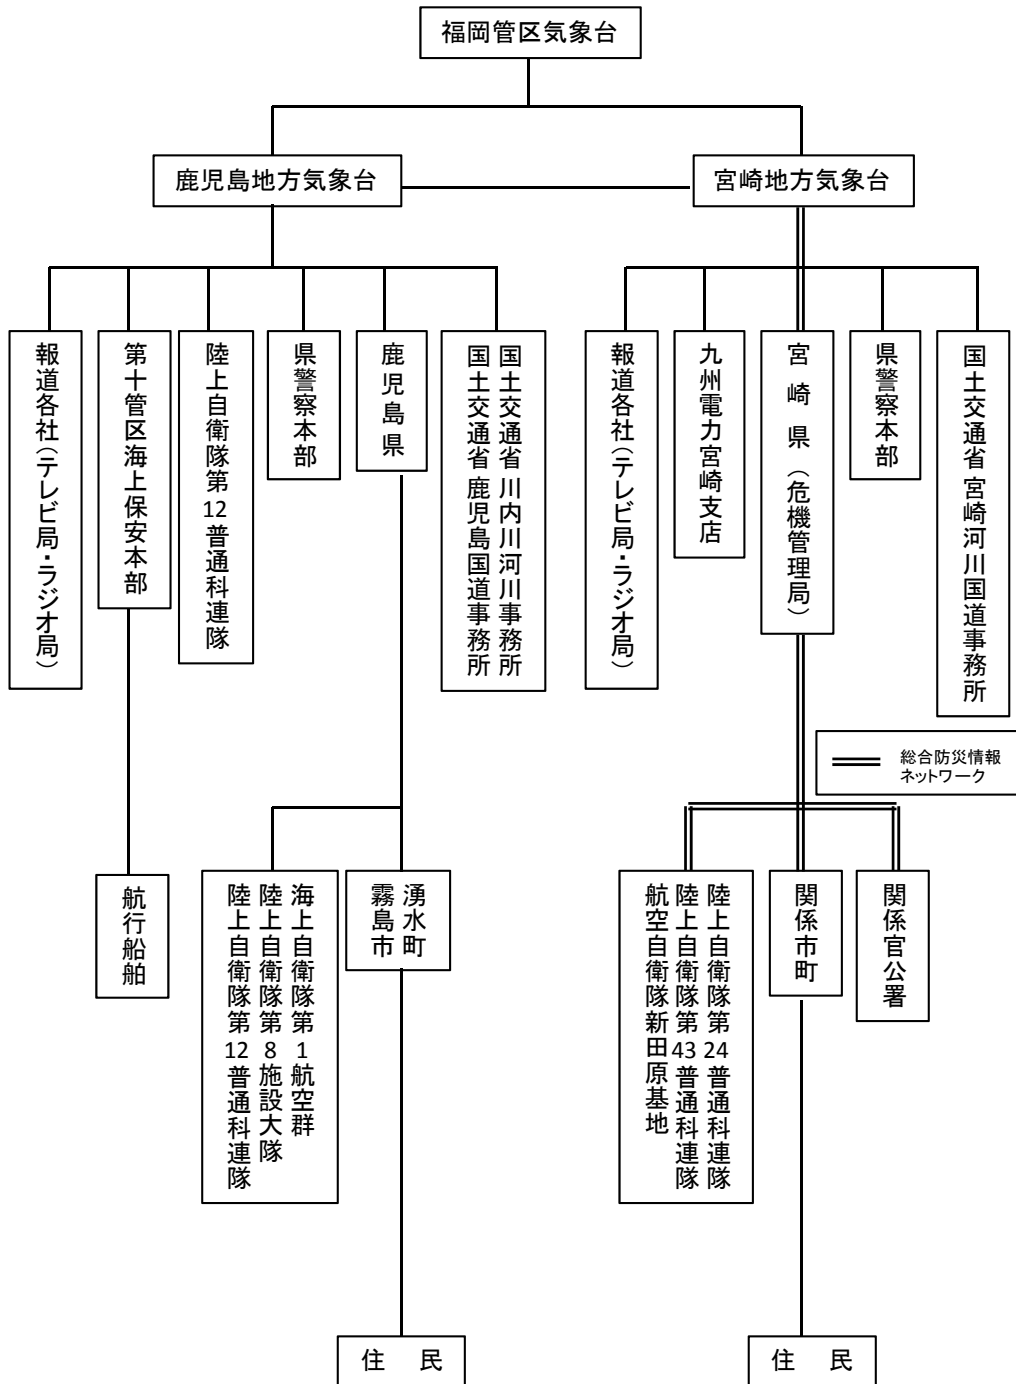 福岡管区気象台
鹿児島地方気象台
宮崎地方気象台
報道各社（テレビ局・ラジオ局）
第十管区海上保安本部
陸上自衛隊第12普通科連隊
県警察本部
鹿児島県
国土交通省 川内川河川事務所
国土交通省 鹿児島国道事務所
報道各社（テレビ局・ラジオ局）
九州電力宮崎支店
宮崎県（危機管理局）
県警察本部
国土交通省 宮崎河川国道事務所
総合防災情報
ネットワーク
航行船舶
海上自衛隊第1航空群
陸上自衛隊第8施設大隊
陸上自衛隊第12普通科連隊
湧水町
霧島市
陸上自衛隊第24普通科連隊
陸上自衛隊第43普通科連隊
航空自衛隊新田原基地
関係市町
関係官公署
住　民
住　民